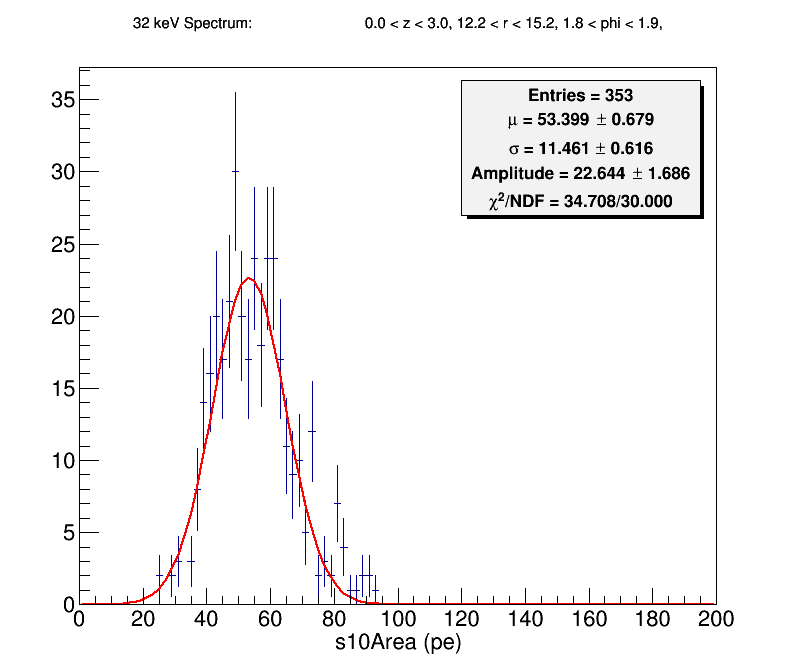 32 keV Spectrum: 0.0 < z < 3.0, 12.2 < r < 15.2, 1.8 < phi < 1.9,
Entries = 353
μ = 53.399 ± 0.679
σ = 11.461 ± 0.616
Amplitude = 22.644 ± 1.686
χ²/NDF = 34.708/30.000
35
30
25
20
15
10
5
0
0 20 40 60 80 100 120 140 160 180 200
s10Area (pe)